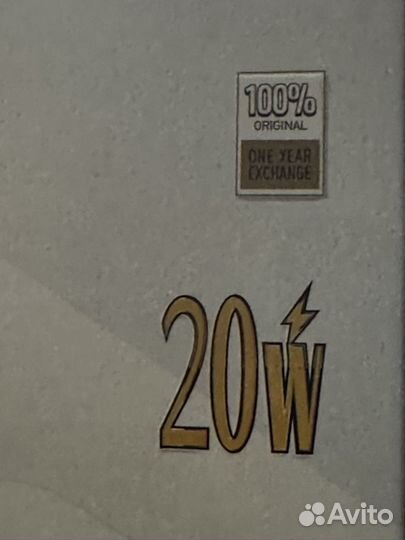 100%
ORIGINAL
ONE YEAR
EXCHANGE
20W
Avito